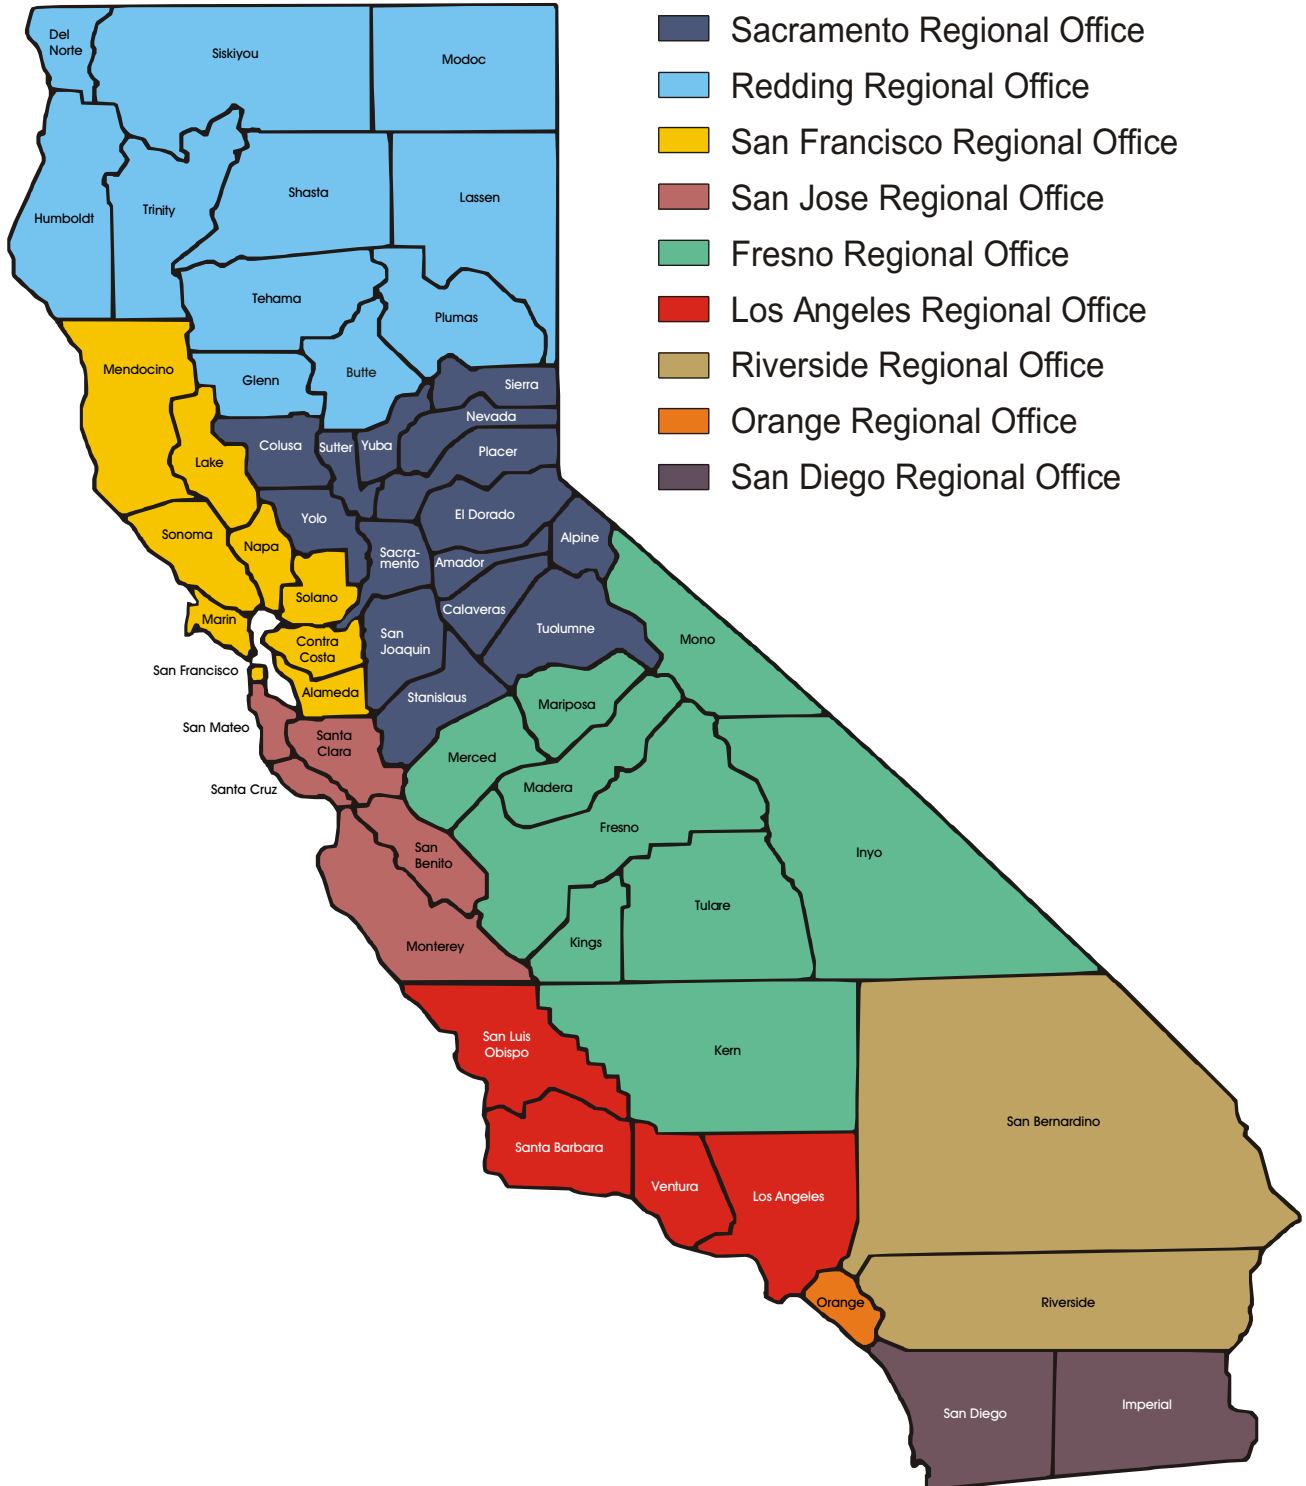 Sacramento Regional Office
Redding Regional Office
San Francisco Regional Office
San Jose Regional Office
Fresno Regional Office
Los Angeles Regional Office
Riverside Regional Office
Orange Regional Office
San Diego Regional Office
Del
Norte
Siskiyou
Modoc
Humboldt
Trinity
Shasta
Lassen
Tehama
Plumas
Mendocino
Glenn
Butte
Sierra
Nevada
Lake
Colusa
Sutter
Yuba
Placer
Sonoma
Napa
Yolo
El Dorado
Sacra-
mento
Amador
Alpine
Solano
Marin
Calaveras
Contra
Costa
San
Joaquin
Tuolumne
Mono
San Francisco
Alameda
Stanislaus
Mariposa
San Mateo
Santa
Clara
Merced
Santa Cruz
Madera
Fresno
San
Benito
Inyo
Tulare
Kings
Monterey
San Luis
Obispo
Kern
San Bernardino
Santa Barbara
Ventura
Los Angeles
Orange
Riverside
San Diego
Imperial